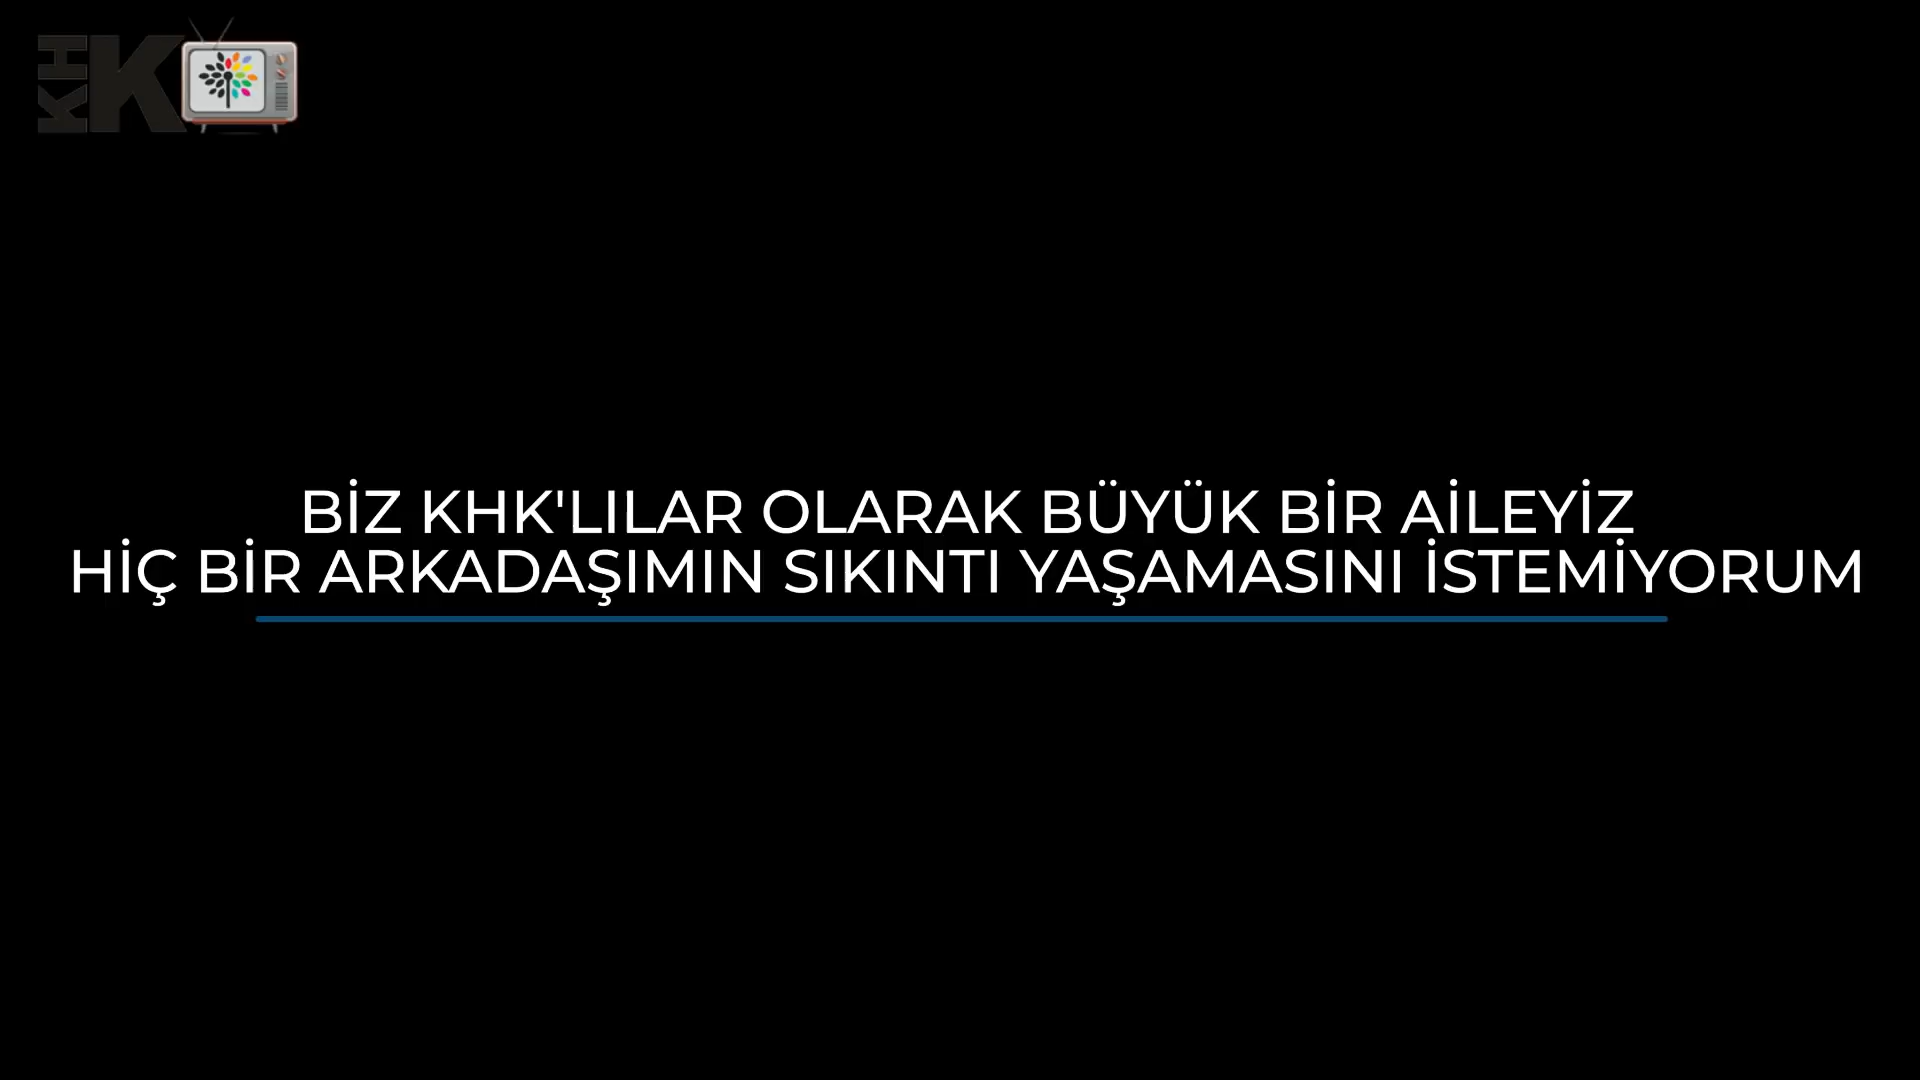 KHK
BİZ KHK'LILAR OLARAK BÜYÜK BİR AİLEYİZ
HİÇ BİR ARKADAŞIMIN SIKINTI YAŞAMASINI İSTEMİYORUM